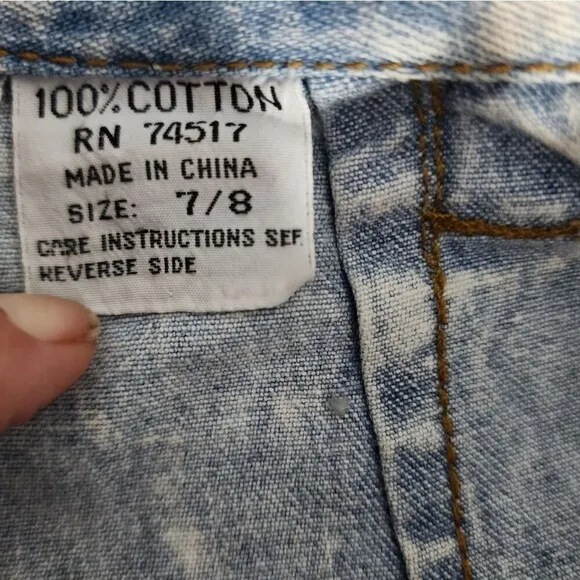 100% COTTON
RN 74517
MADE IN CHINA
SIZE: 7/8
CARE INSTRUCTIONS SEE
REVERSE SIDE